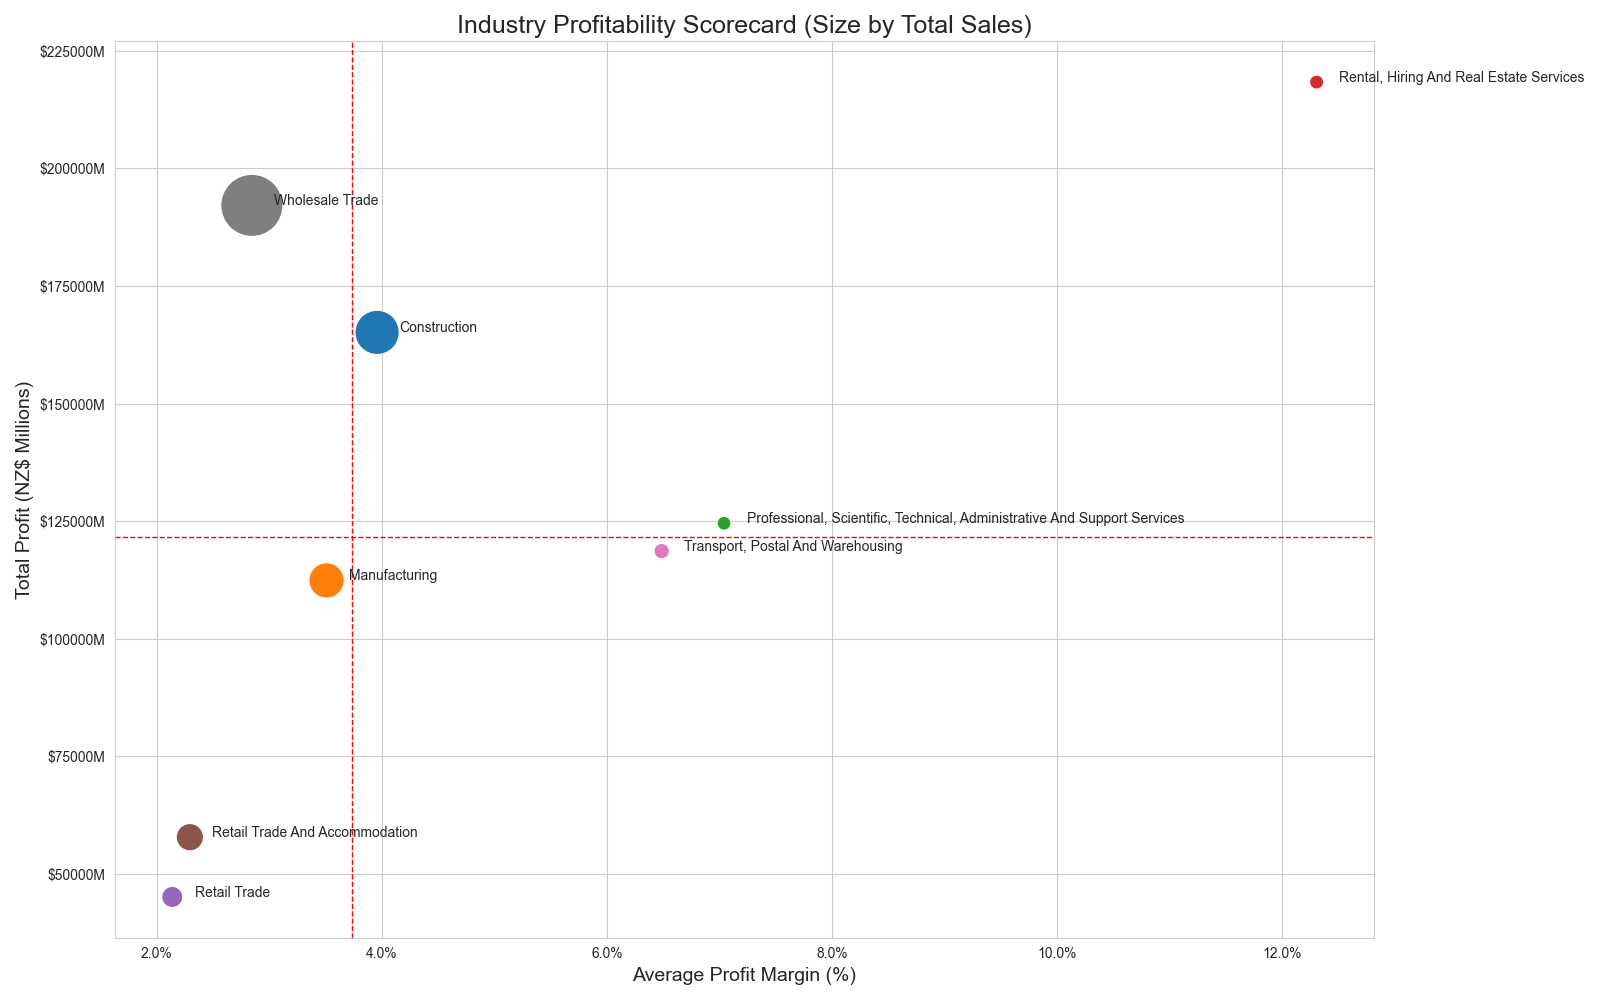 Industry Profitability Scorecard (Size by Total Sales)
$225000M
Rental, Hiring And Real Estate Services
$200000M
Wholesale Trade
$175000M
Construction
$150000M
Total Profit (NZ$ Millions)
$125000M
Professional, Scientific, Technical, Administrative And Support Services
Transport, Postal And Warehousing
Manufacturing
$100000M
$75000M
Retail Trade And Accommodation
$50000M
Retail Trade
2.0% 4.0% 6.0% 8.0% 10.0% 12.0%
Average Profit Margin (%)